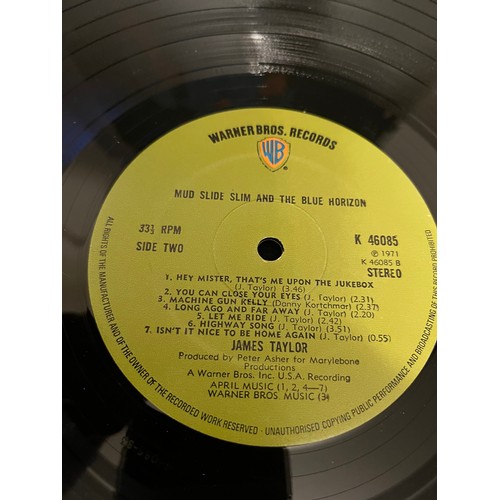 WARNER BROS. RECORDS
WB
MUD SLIDE SLIM AND THE BLUE HORIZON
33⅓ RPM
SIDE TWO
K 46085
℗ 1971
K 46085 B
STEREO
1. HEY MISTER, THAT'S ME UPON THE JUKEBOX
(J. Taylor) (3.46)
2. YOU CAN CLOSE YOUR EYES (J. Taylor) (2.31)
3. MACHINE GUN KELLY (Danny Kortchmar) (2.37)
4. LONG AGO AND FAR AWAY (J. Taylor) (2.20)
5. LET ME RIDE (J. Taylor) (2.42)
6. HIGHWAY SONG (J. Taylor) (3.51)
7. ISN'T IT NICE TO BE HOME AGAIN (J. Taylor) (0.55)
JAMES TAYLOR
Produced by Peter Asher for Marylebone
Productions
A Warner Bros. Inc. U.S.A. Recording
APRIL MUSIC (1, 2, 4—7)
WARNER BROS. MUSIC (3)
ALL RIGHTS OF THE MANUFACTURER AND OF THE OWNER OF THE RECORDED WORK RESERVED - UNAUTHORISED COPYING PUBLIC PERFORMANCE AND BROADCASTING OF THIS RECORD PROHIBITED